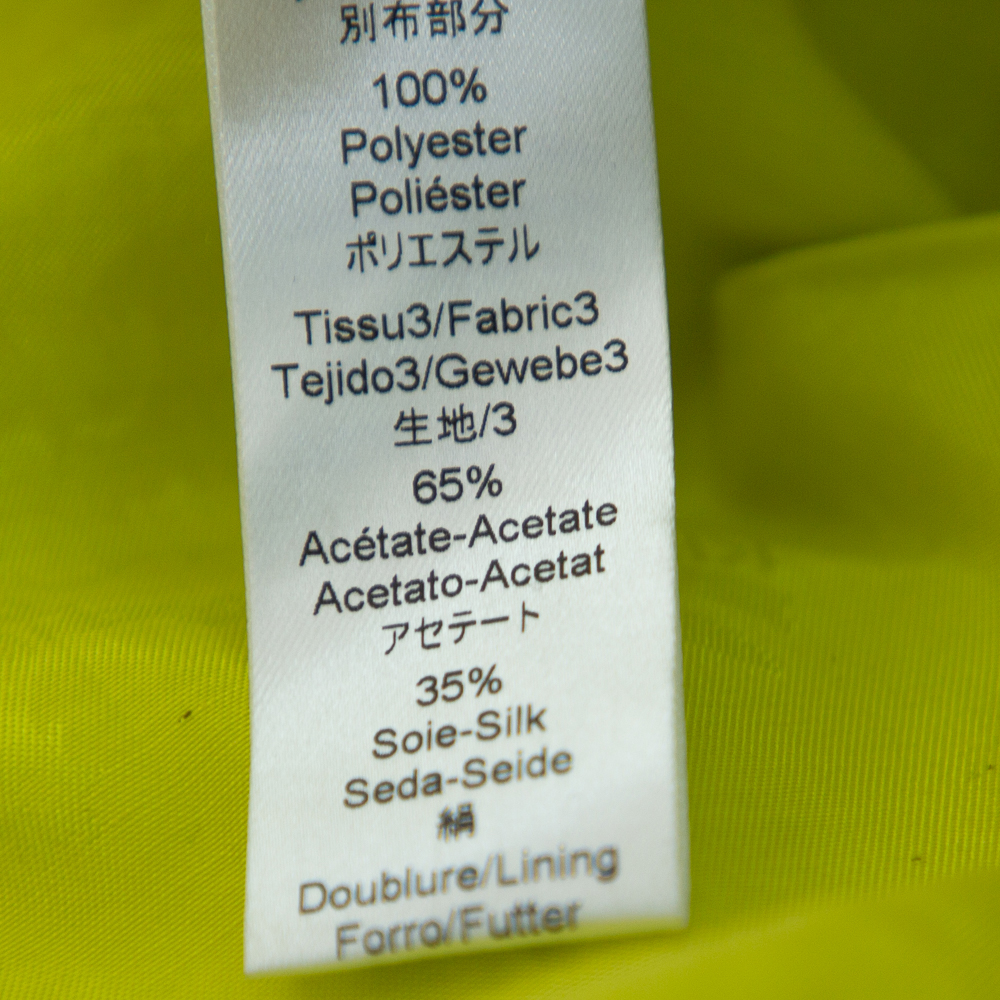 別布部分
100%
Polyester
Poliéster
ポリエステル
Tissu3/Fabric3
Tejido3/Gewebe3
生地/3
65%
Acétate-Acetate
Acetato-Acetat
アセテート
35%
Soie-Silk
Seda-Seide
絹
Doublure/Lining
Forro/Futter